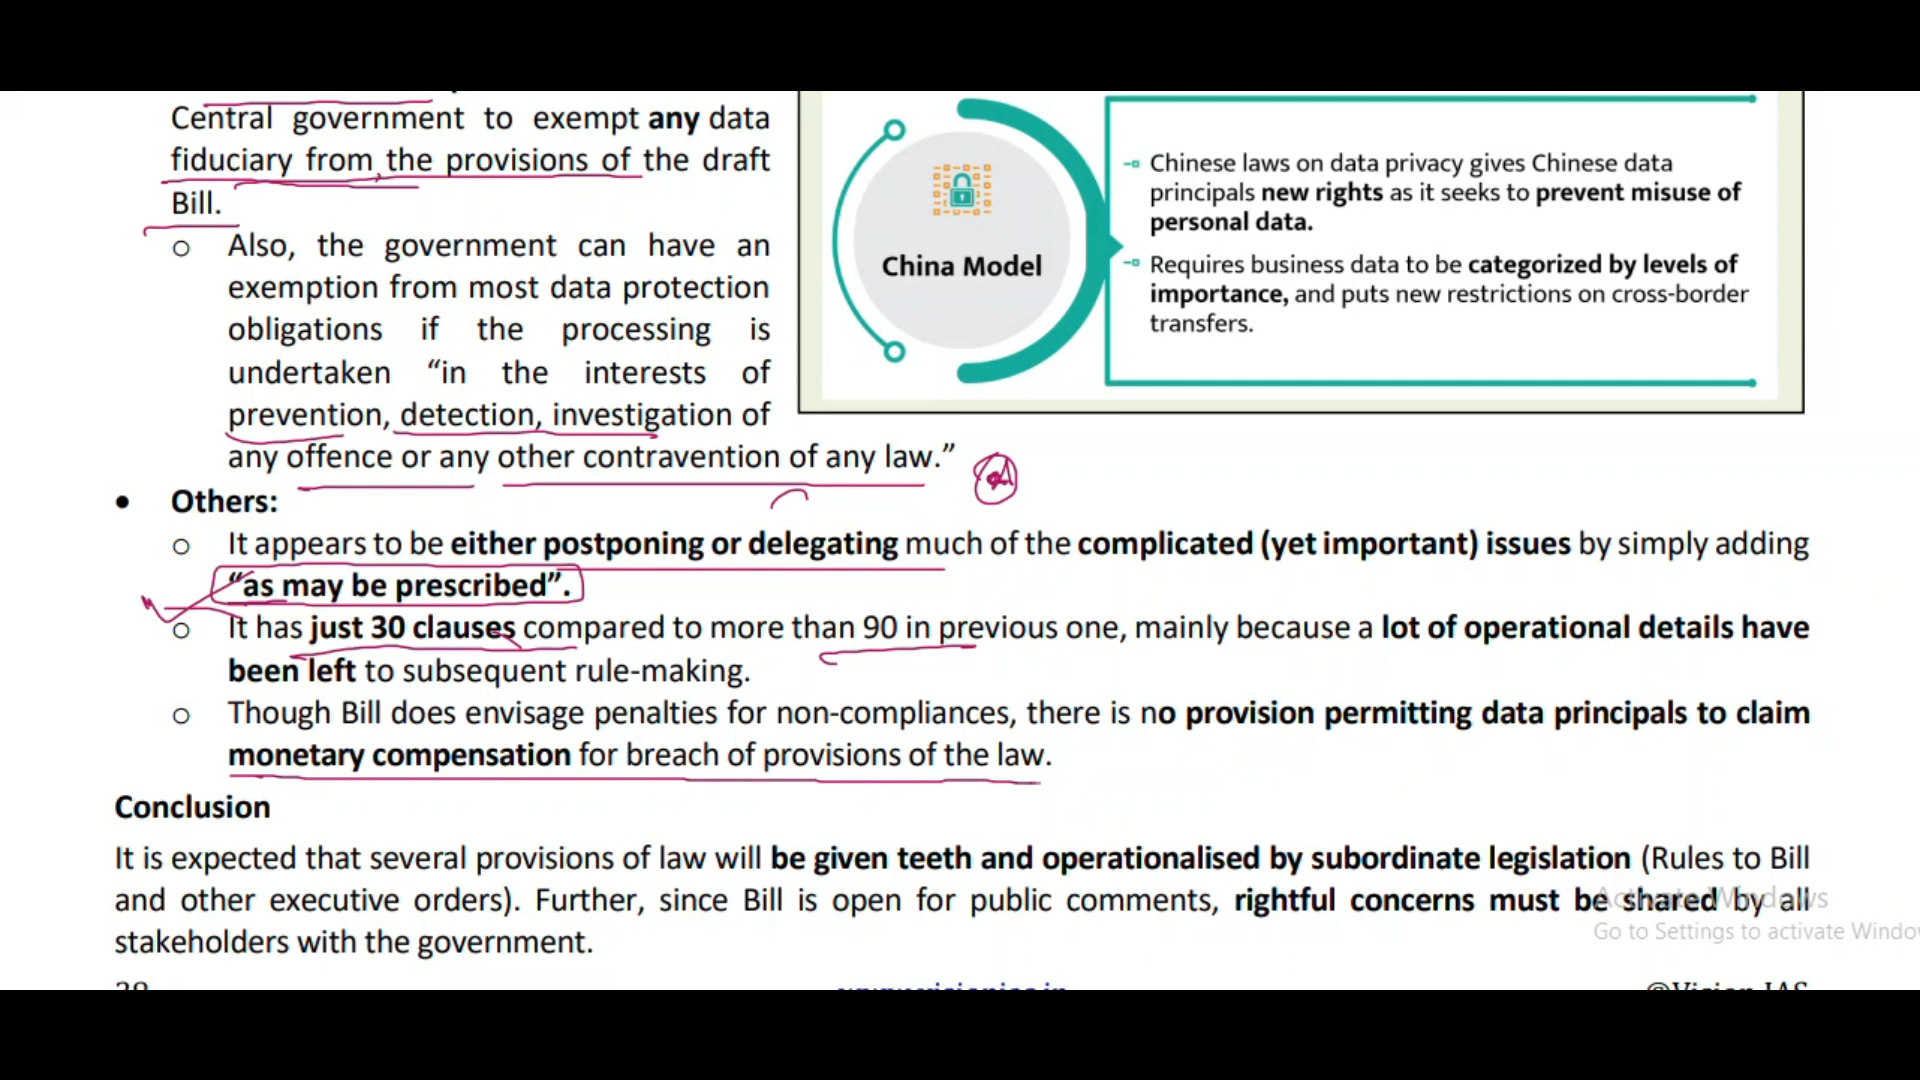 Central government to exempt any data
fiduciary from the provisions of the draft
Bill.
o Also, the government can have an
exemption from most data protection
obligations if the processing is
undertaken “in the interests of
prevention, detection, investigation of
any offence or any other contravention of any law.”
China Model
Chinese laws on data privacy gives Chinese data
principals new rights as it seeks to prevent misuse of
personal data.
Requires business data to be categorized by levels of
importance, and puts new restrictions on cross-border
transfers.
• Others:
o It appears to be either postponing or delegating much of the complicated (yet important) issues by simply adding
“as may be prescribed”.
o It has just 30 clauses compared to more than 90 in previous one, mainly because a lot of operational details have
been left to subsequent rule-making.
o Though Bill does envisage penalties for non-compliances, there is no provision permitting data principals to claim
monetary compensation for breach of provisions of the law.
Conclusion
It is expected that several provisions of law will be given teeth and operationalised by subordinate legislation (Rules to Bill
and other executive orders). Further, since Bill is open for public comments, rightful concerns must be shared by all
stakeholders with the government.
Activate Windows
Go to Settings to activate Windo
©Vision IAS